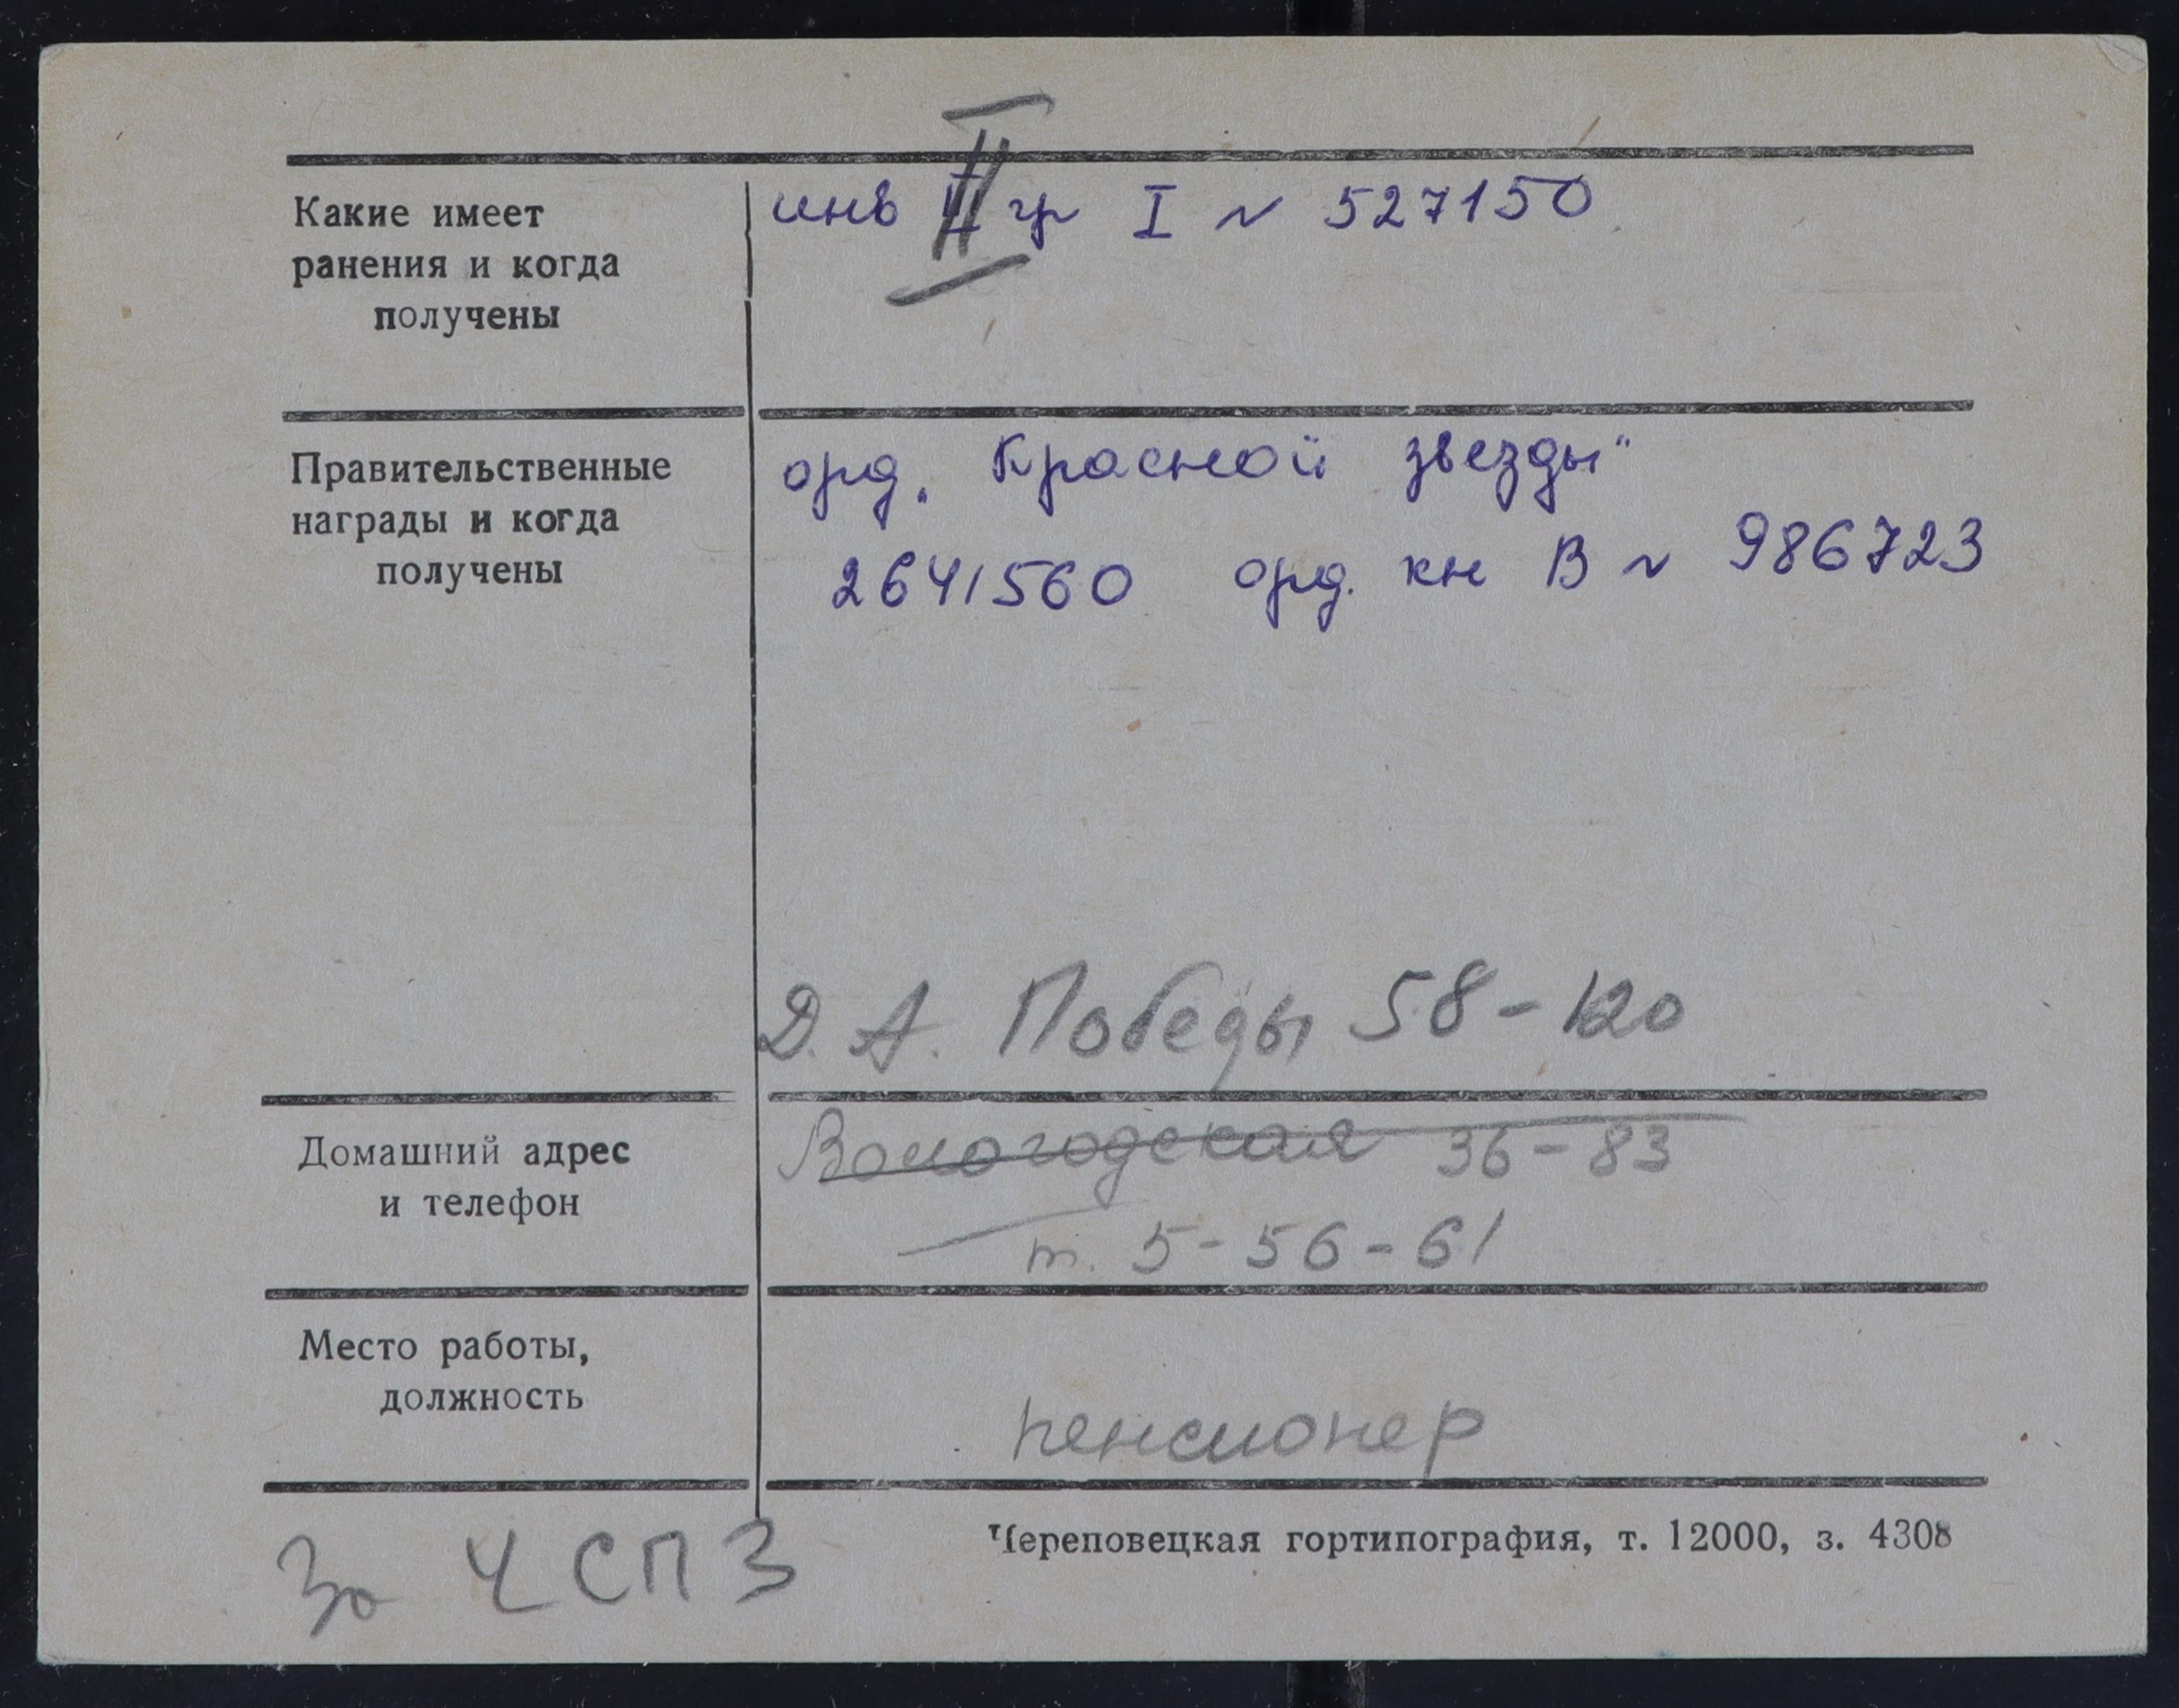 Какие имеет
ранения и когда
получены
инв II гр I № 527150
Правительственные
награды и когда
получены
орд. „Красной звезды“
2641560 орд. кн В № 986723
Д. А. Победы 58-120
Домашний адрес
и телефон
Вологодская 36-83
т. 5-56-61
Место работы,
должность
пенсионер
За ЧСПЗ
Череповецкая гортипография, т. 12000, з. 4308